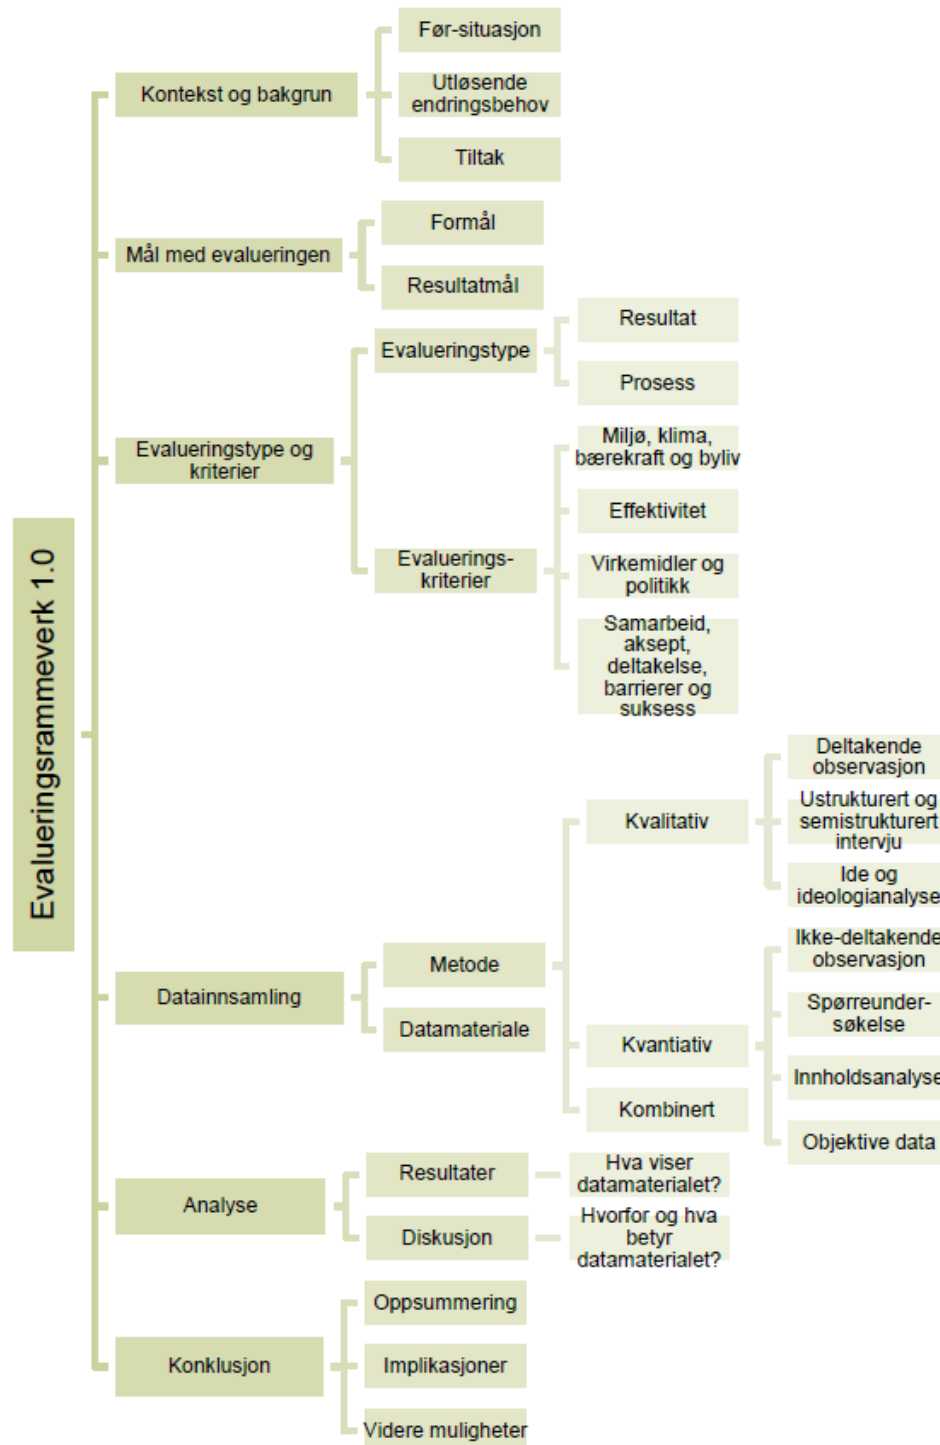 Evalueringsrammeverk 1.0
Kontekst og bakgrun
Før-situasjon
Utløsende
endringsbehov
Tiltak
Mål med evalueringen
Formål
Resultatmål
Evalueringstype og
kriterier
Evalueringstype
Resultat
Prosess
Evaluerings-
kriterier
Miljø, klima,
bærekraft og byliv
Effektivitet
Virkemidler og
politikk
Samarbeid,
aksept,
deltakelse,
barrierer og
suksess
Datainnsamling
Metode
Kvalitativ
Deltakende
observasjon
Ustrukturert og
semistrukturert
intervju
Ide og
ideologianalyse
Kvantiativ
Ikke-deltakende
observasjon
Spørreunder-
søkelse
Innholdsanalyse
Objektive data
Kombinert
Datamateriale
Analyse
Resultater
Hva viser
datamaterialet?
Diskusjon
Hvorfor og hva
betyr
datamaterialet?
Konklusjon
Oppsummering
Implikasjoner
Videre muligheter